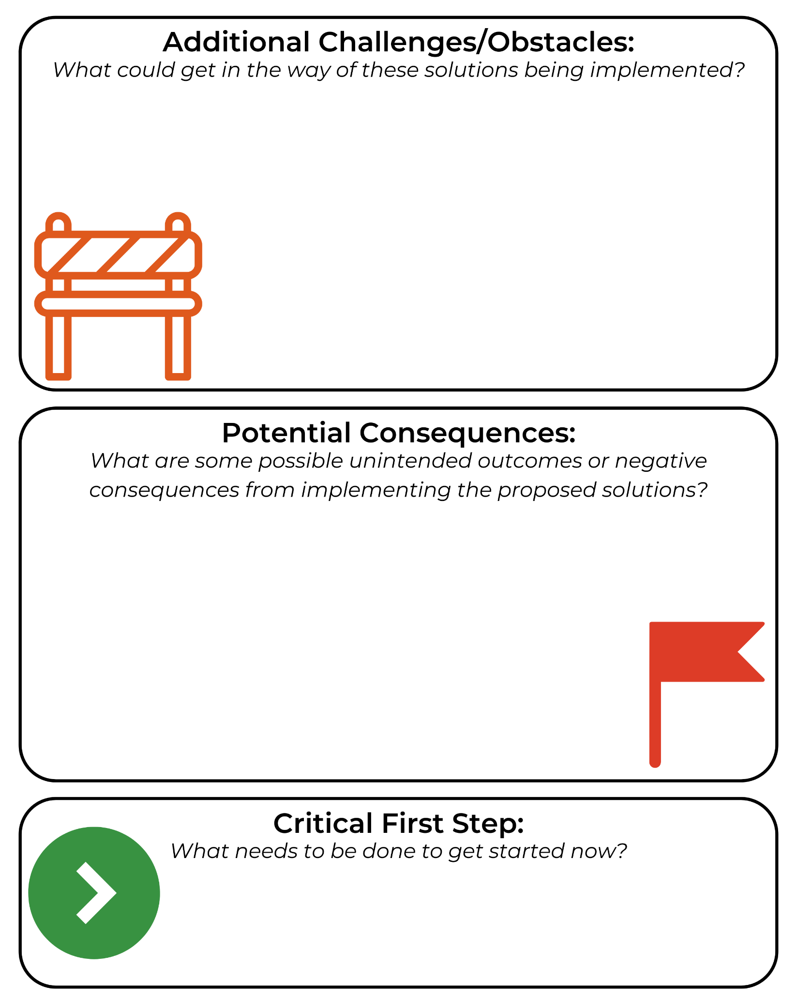 Additional Challenges/Obstacles:
What could get in the way of these solutions being implemented?
Potential Consequences:
What are some possible unintended outcomes or negative
consequences from implementing the proposed solutions?
Critical First Step:
What needs to be done to get started now?